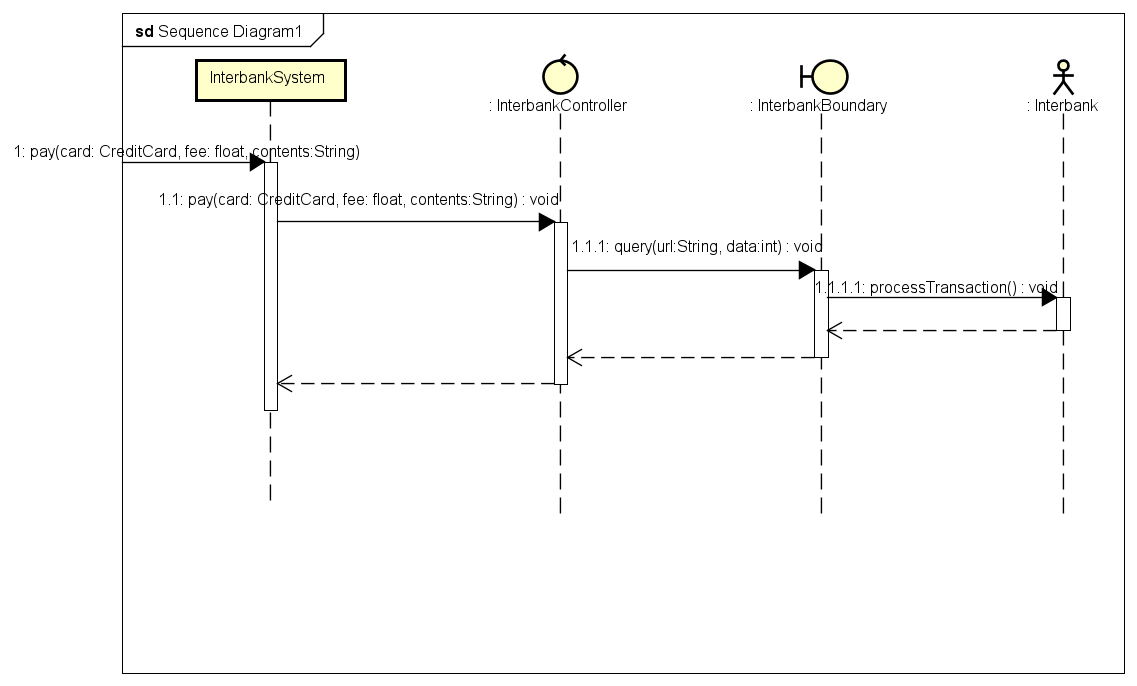 sd Sequence Diagram1
InterbankSystem
: InterbankController
: InterbankBoundary
: Interbank
1: pay(card: CreditCard, fee: float, contents:String)
1.1: pay(card: CreditCard, fee: float, contents:String) : void
1.1.1: query(url:String, data:int) : void
1.1.1.1: processTransaction() : void